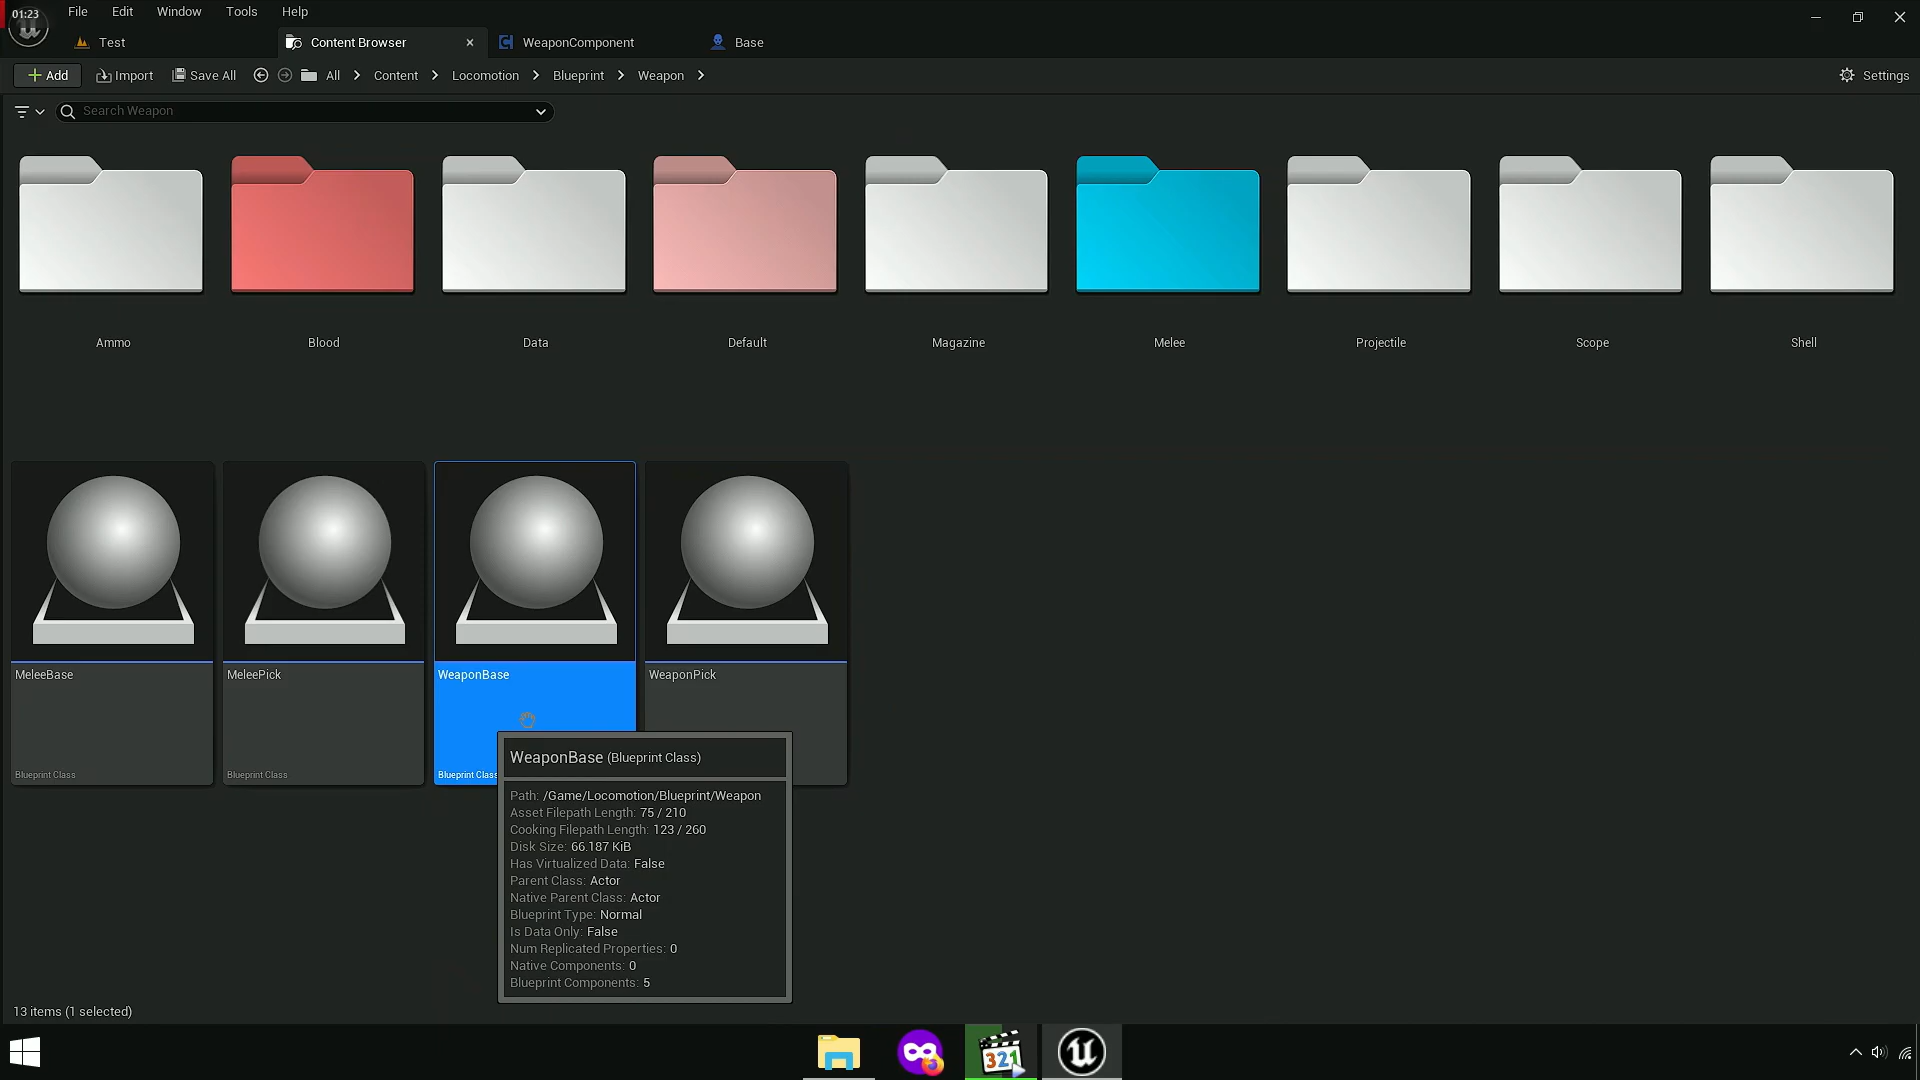 01:23
File Edit Window Tools Help
Test Content Browser WeaponComponent Base
Add Import Save All All Content Locomotion Blueprint Weapon Settings
Search Weapon
Ammo Blood Data Default Magazine Melee Projectile Scope Shell
MeleeBase MeleePick WeaponBase WeaponPick
Blueprint Class Blueprint Class Blueprint Class
WeaponBase (Blueprint Class)
Path: /Game/Locomotion/Blueprint/Weapon
Asset Filepath Length: 75 / 210
Cooking Filepath Length: 123 / 260
Disk Size: 66.187 KiB
Has Virtualized Data: False
Parent Class: Actor
Native Parent Class: Actor
Blueprint Type: Normal
Is Data Only: False
Num Replicated Properties: 0
Native Components: 0
Blueprint Components: 5
13 items (1 selected)
321